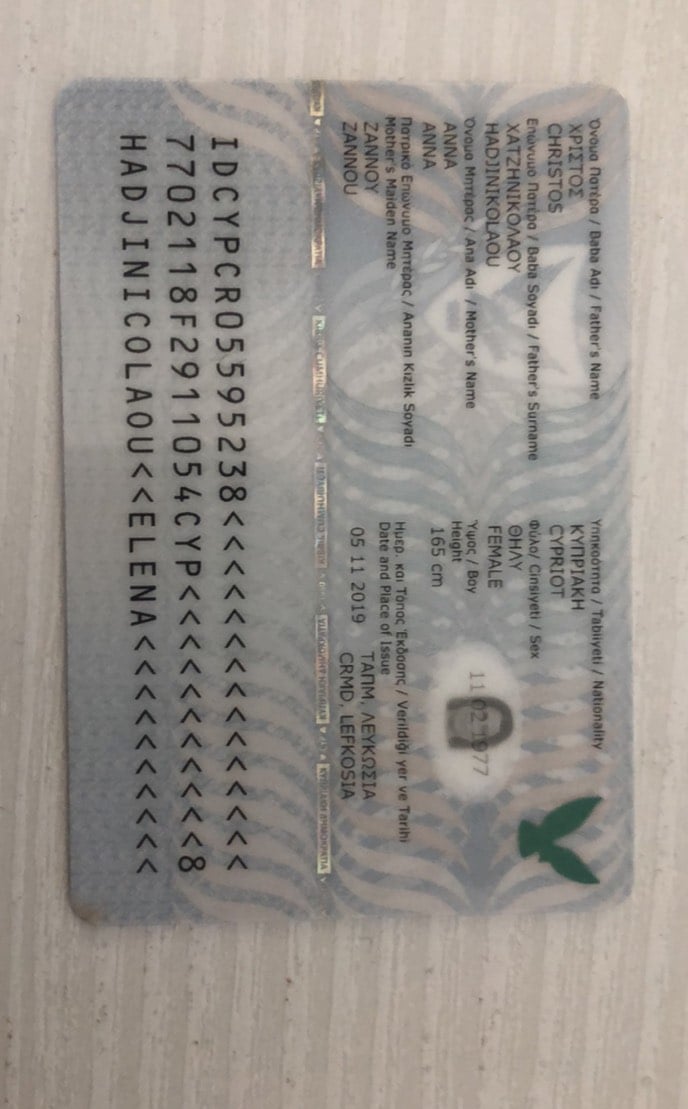 Όνομα Πατέρα / Baba Adı / Father's Name
ΧΡΙΣΤΟΣ
CHRISTOS
Επώνυμο Πατέρα / Baba Soyadı / Father's Surname
ΧΑΤΖΗΝΙΚΟΛΑΟΥ
HADJINIKOLAOU
Όνομα Μητέρας / Ana Adı / Mother's Name
ΑΝΝΑ
ANNA
Πατρικό Επώνυμο Μητέρας / Ananın Kızlık Soyadı
Mother's Maiden Name
ΖΑΝΝΟΥ
ZANNOU
Υπηκοότητα / Tabiiyeti / Nationality
ΚΥΠΡΙΑΚΗ
CYPRIOT
Φύλο/ Cinsiyeti / Sex
ΘΗΛΥ
FEMALE
Ύψος / Boy
Height
165 cm
11 02 1977
Ημερ. και Τόπος Έκδοσης / Verildiği yer ve Tarihi
Date and Place of Issue
05 11 2019
ΤΑΠΜ, ΛΕΥΚΩΣΙΑ
CRMD, LEFKOSIA
IDCYPCR05595238<<<<<<<<<<<<<<<
7702118F2911054CYP<<<<<<<<<<<8
HADJINICOLAOU<<ELENA<<<<<<<<<<